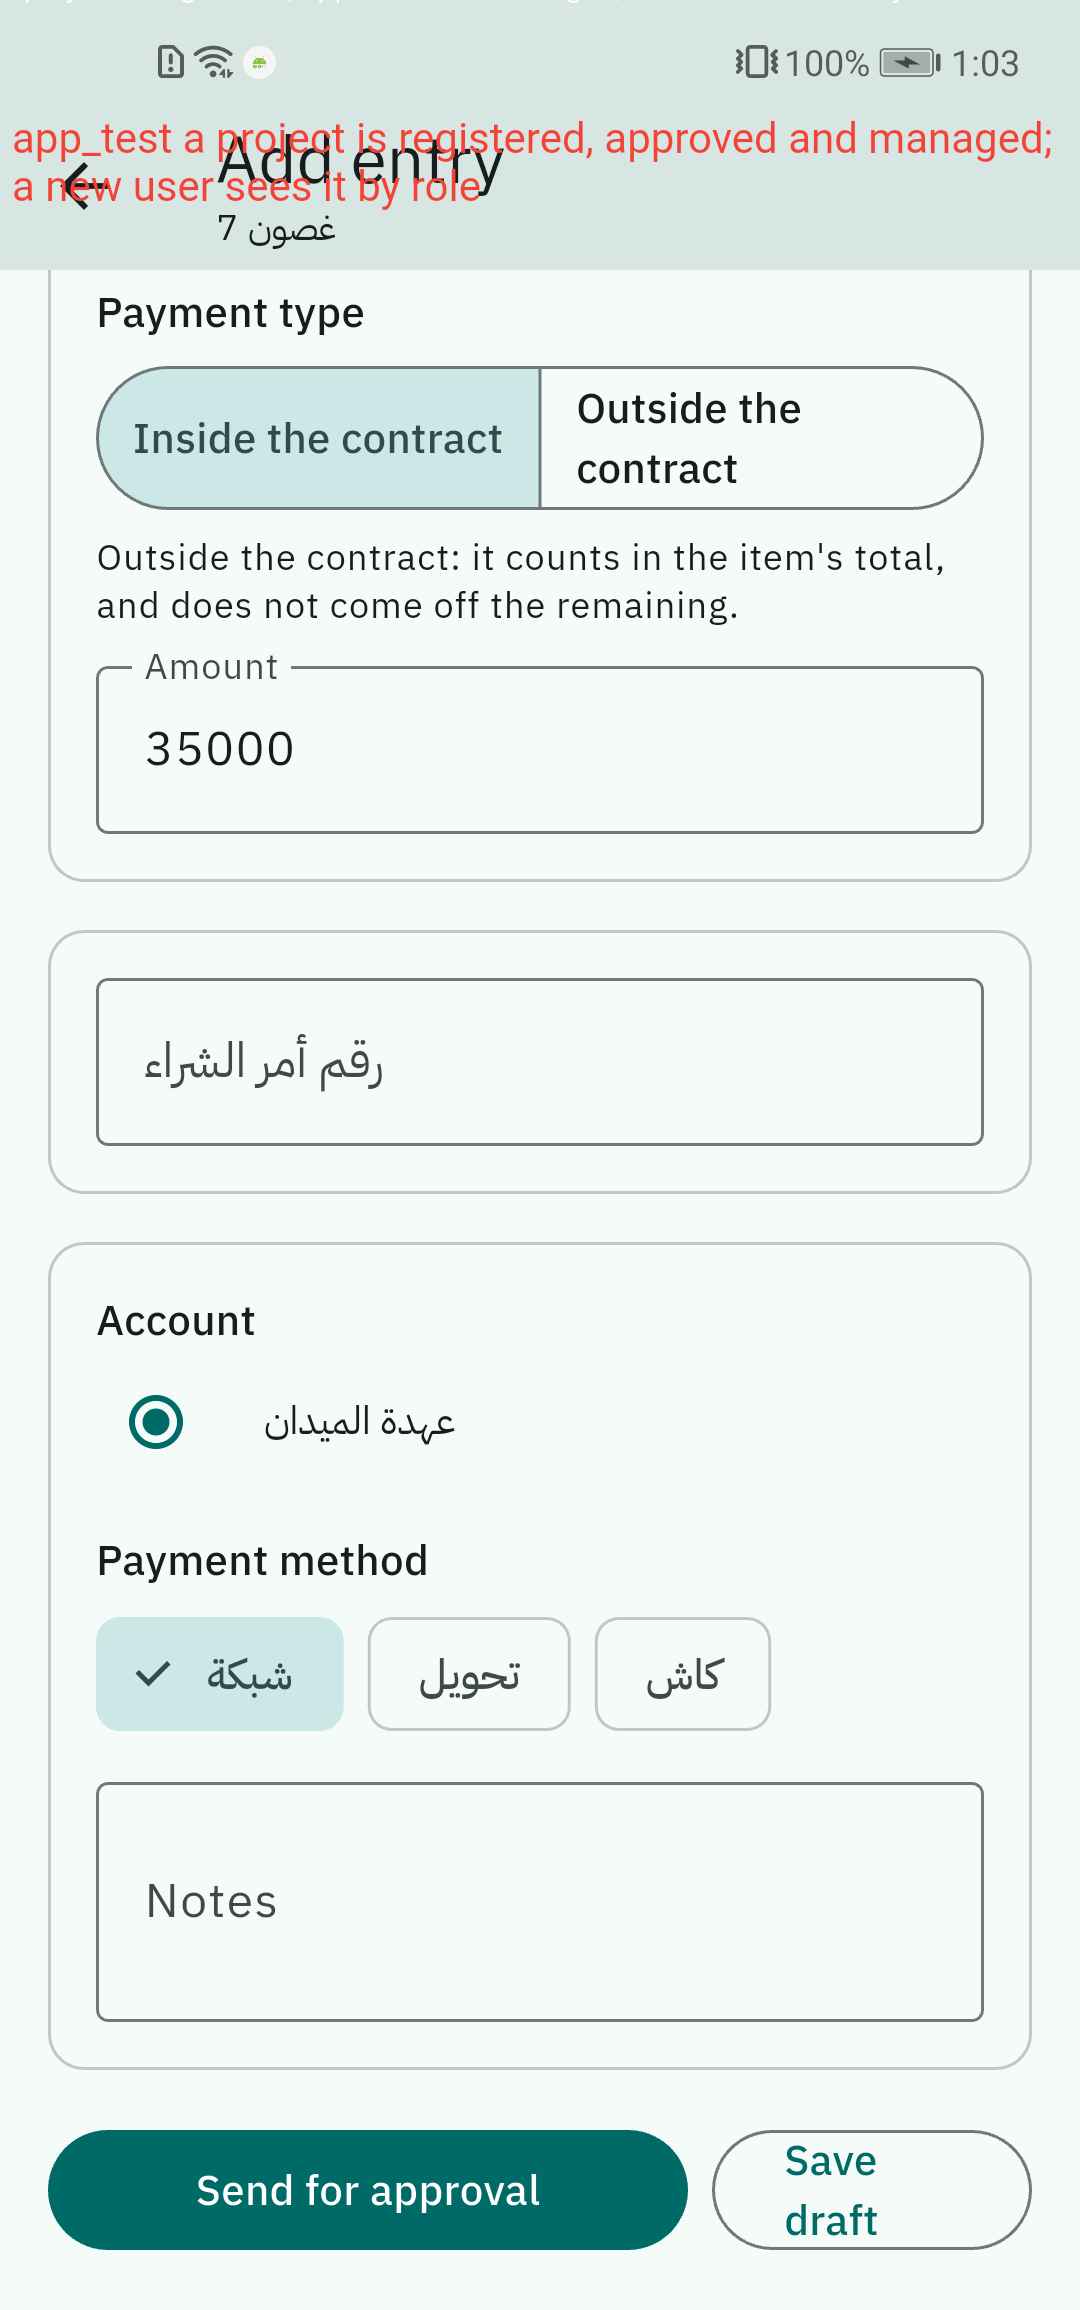 100% 1:03
app_test a project is registered, approved and managed;
a new user sees it by role
Add entry
غصون 7
Payment type
Inside the contract
Outside the
contract
Outside the contract: it counts in the item's total,
and does not come off the remaining.
Amount
35000
رقم أمر الشراء
Account
عهدة الميدان
Payment method
شبكة
تحويل
كاش
Notes
Send for approval
Save
draft